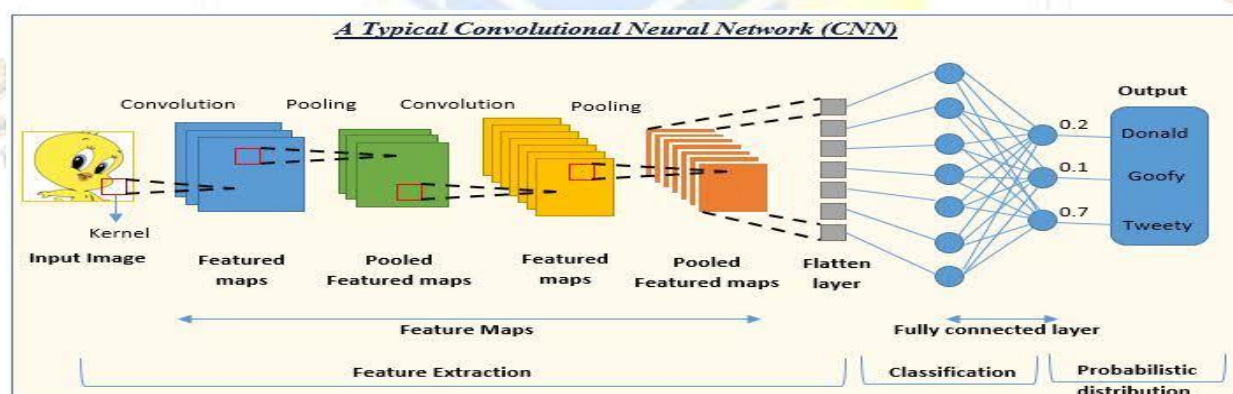 A Typical Convolutional Neural Network (CNN)
Convolution
Pooling
Convolution
Pooling
Kernel
Input Image
Featured
maps
Pooled
Featured maps
Featured
maps
Pooled
Featured maps
Flatten
layer
Output
0.2
Donald
0.1
Goofy
0.7
Tweety
Feature Maps
Fully connected layer
Feature Extraction
Classification
Probabilistic
distribution